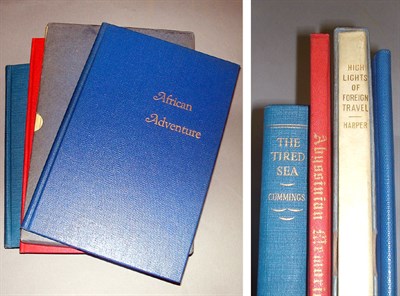 African
Adventure
THE
TIRED
SEA
CUMMINGS
Abyssinian
HIGH
LIGHTS
OF
FOREIGN
TRAVEL
HARPER